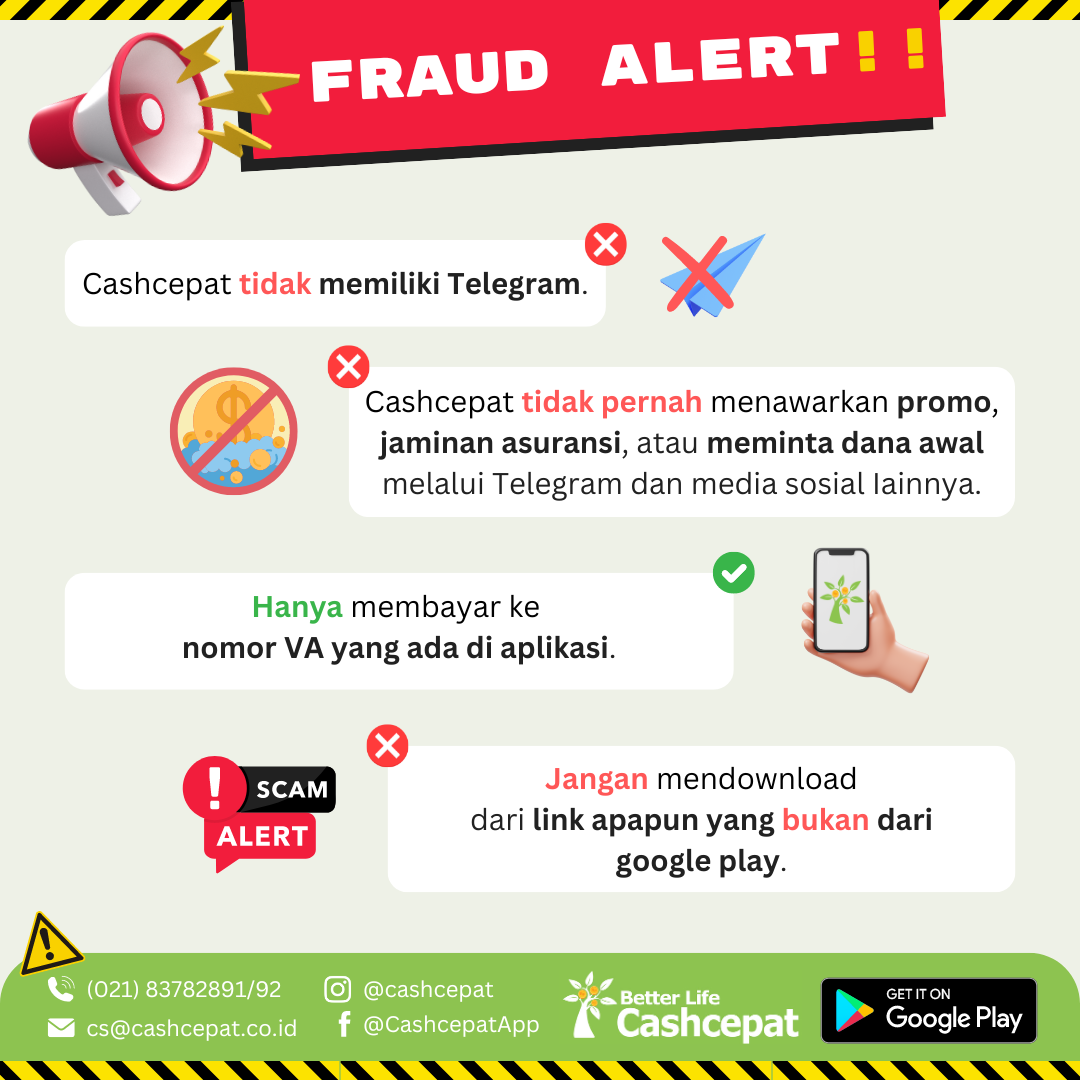 FRAUD ALERT!!
Cashcepat tidak memiliki Telegram.
Cashcepat tidak pernah menawarkan promo,
jaminan asuransi, atau meminta dana awal
melalui Telegram dan media sosial lainnya.
Hanya membayar ke
nomor VA yang ada di aplikasi.
SCAM
ALERT
Jangan mendownload
dari link apapun yang bukan dari
google play.
(021) 83782891/92
cs@cashcepat.co.id
@cashcepat
@CashcepatApp
Better Life
Cashcepat
GET IT ON
Google Play